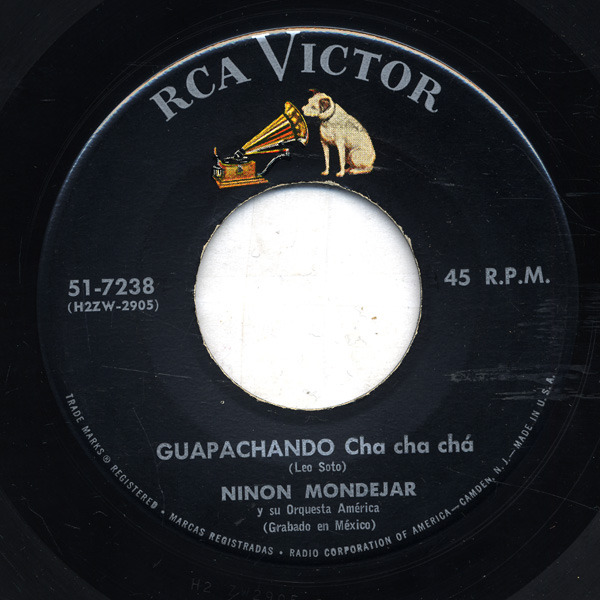 RCA VICTOR
51-7238
(H2ZW-2905)
45 R.P.M.
GUAPACHANDO Cha cha chá
(Leo Soto)
NINON MONDEJAR
y su Orquesta América
(Grabado en México)
TRADE MARKS ® REGISTERED • MARCAS REGISTRADAS • RADIO CORPORATION OF AMERICA—CAMDEN, N. J.—MADE IN U.S.A.